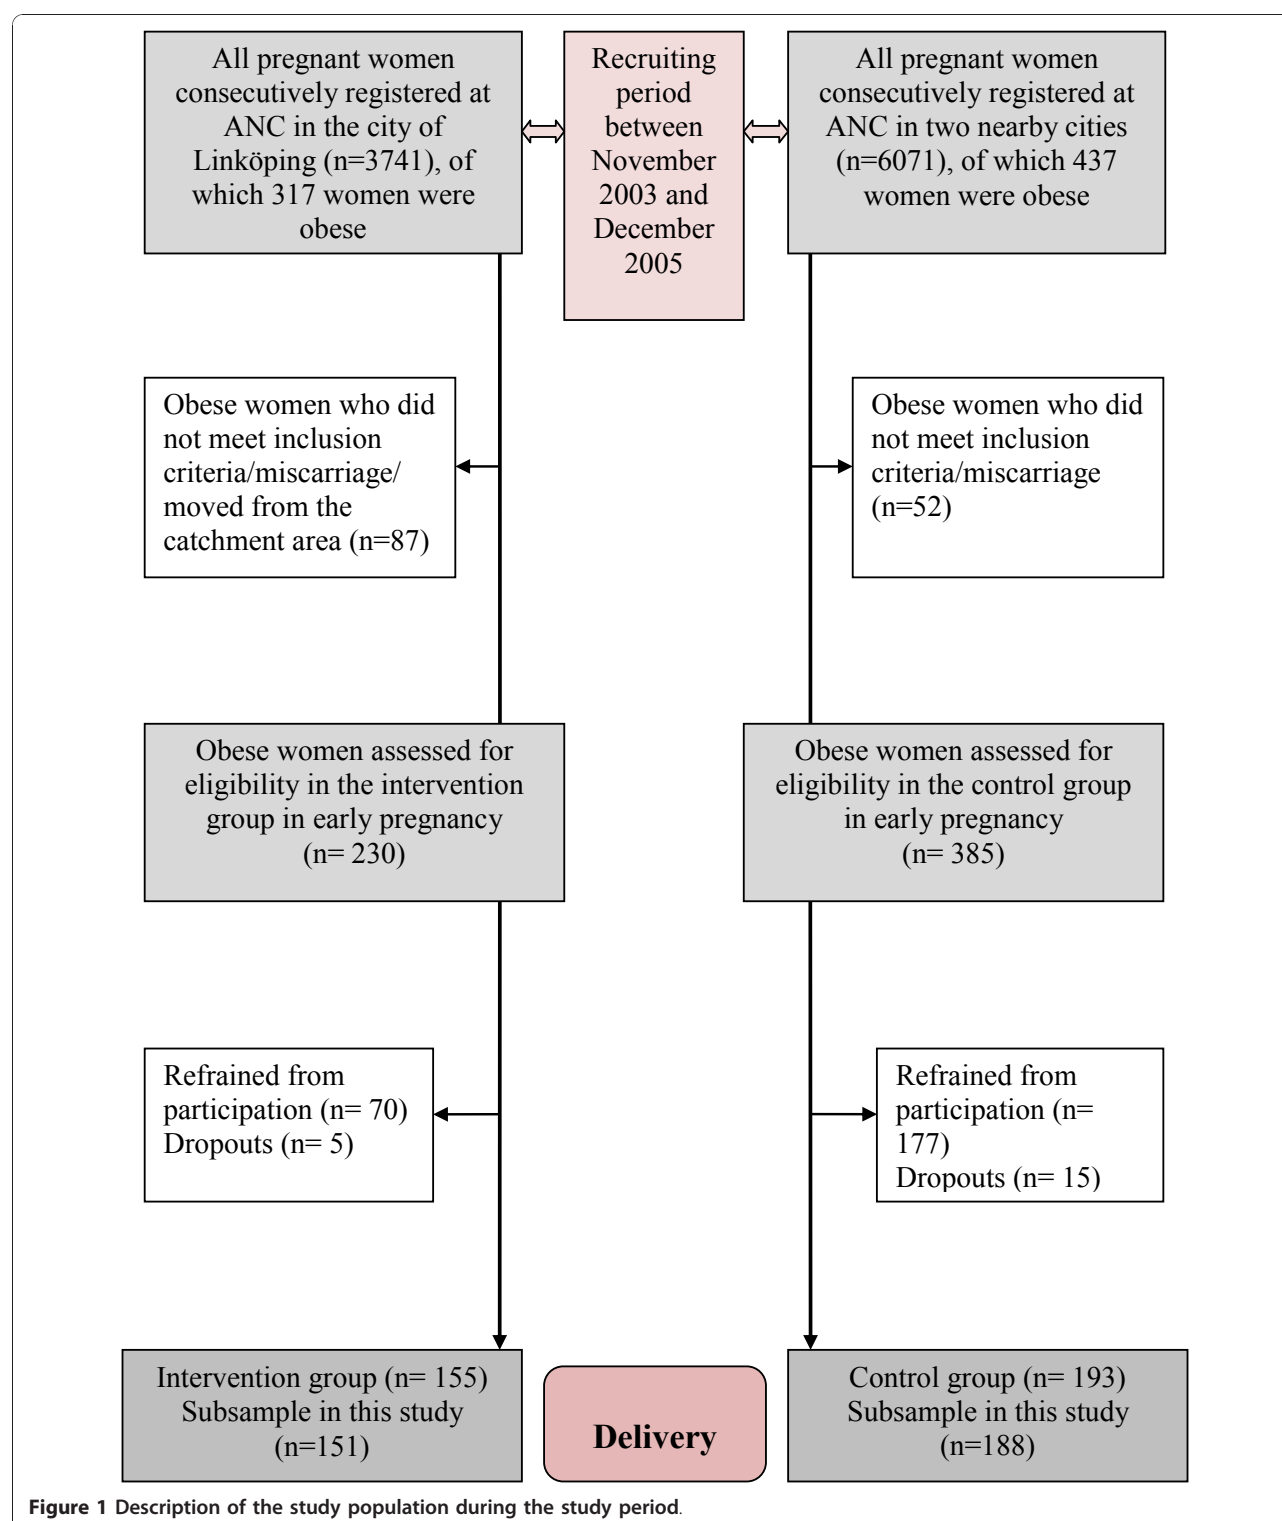 All pregnant women
consecutively registered at
ANC in the city of
Linköping (n=3741), of
which 317 women were
obese
Recruiting
period
between
November
2003 and
December
2005
All pregnant women
consecutively registered at
ANC in two nearby cities
(n=6071), of which 437
women were obese
Obese women who did
not meet inclusion
criteria/miscarriage/
moved from the
catchment area (n=87)
Obese women who did
not meet inclusion
criteria/miscarriage
(n=52)
Obese women assessed for
eligibility in the intervention
group in early pregnancy
(n= 230)
Obese women assessed for
eligibility in the control group
in early pregnancy
(n= 385)
Refrained from
participation (n= 70)
Dropouts (n= 5)
Refrained from
participation (n=
177)
Dropouts (n= 15)
Intervention group (n= 155)
Subsample in this study
(n=151)
Delivery
Control group (n= 193)
Subsample in this study
(n=188)
Figure 1 Description of the study population during the study period.